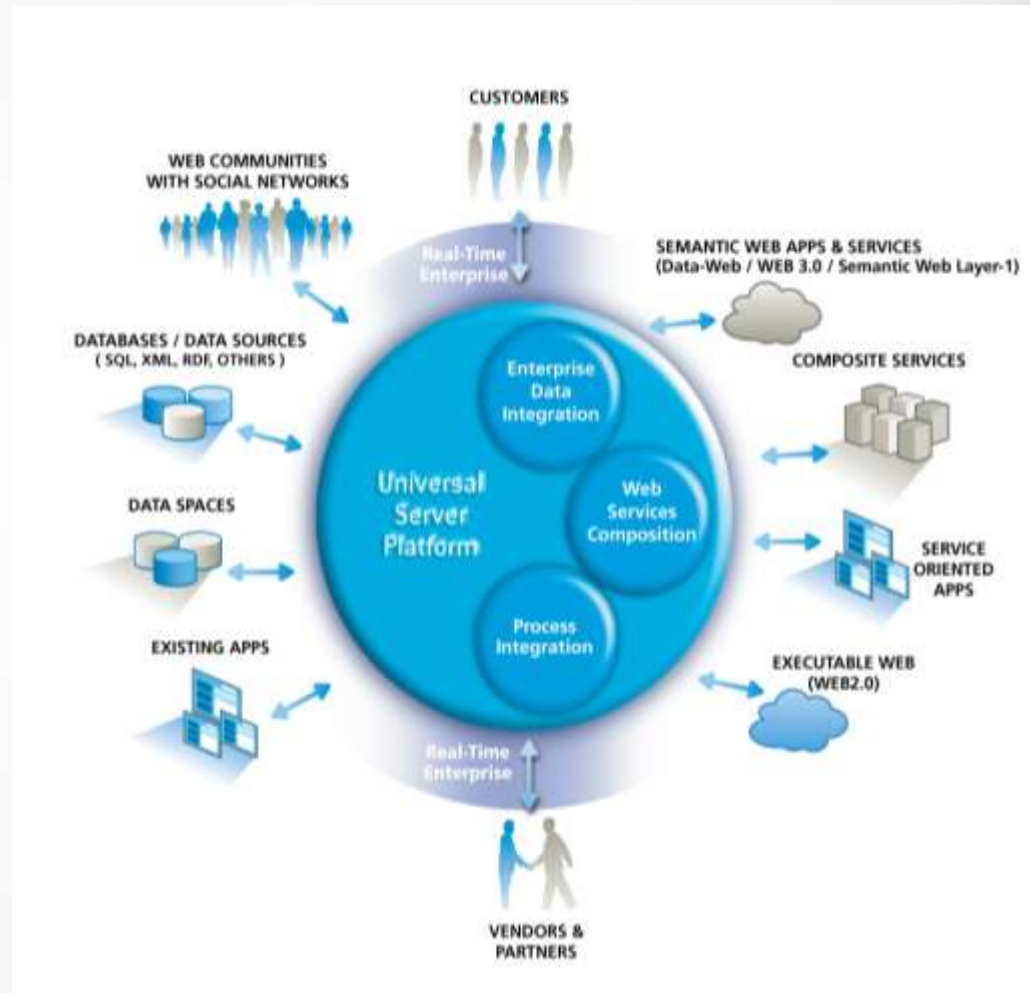 CUSTOMERS
WEB COMMUNITIES
WITH SOCIAL NETWORKS
Real-Time
Enterprise
SEMANTIC WEB APPS & SERVICES
(Data-Web / WEB 3.0 / Semantic Web Layer-1)
DATABASES / DATA SOURCES
( SQL, XML, RDF, OTHERS )
COMPOSITE SERVICES
Enterprise
Data
Integration
Universal
Server
Platform
Web
Services
Composition
DATA SPACES
SERVICE
ORIENTED
APPS
Process
Integration
EXISTING APPS
EXECUTABLE WEB
(WEB2.0)
Real-Time
Enterprise
VENDORS &
PARTNERS